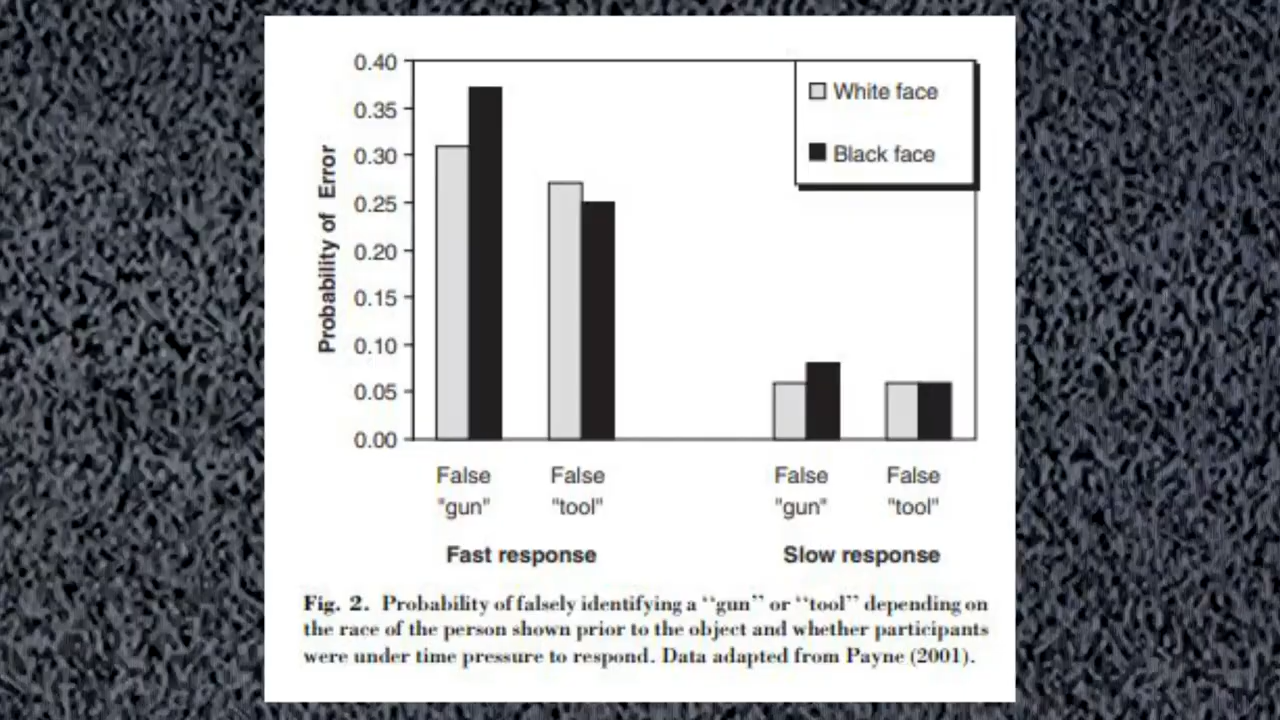 0.40
0.35
0.30
0.25
0.20
0.15
0.10
0.05
0.00
Probability of Error
White face
Black face
False "gun"
False "tool"
False "gun"
False "tool"
Fast response
Slow response
Fig. 2. Probability of falsely identifying a ‘‘gun’’ or ‘‘tool’’ depending on
the race of the person shown prior to the object and whether participants
were under time pressure to respond. Data adapted from Payne (2001).